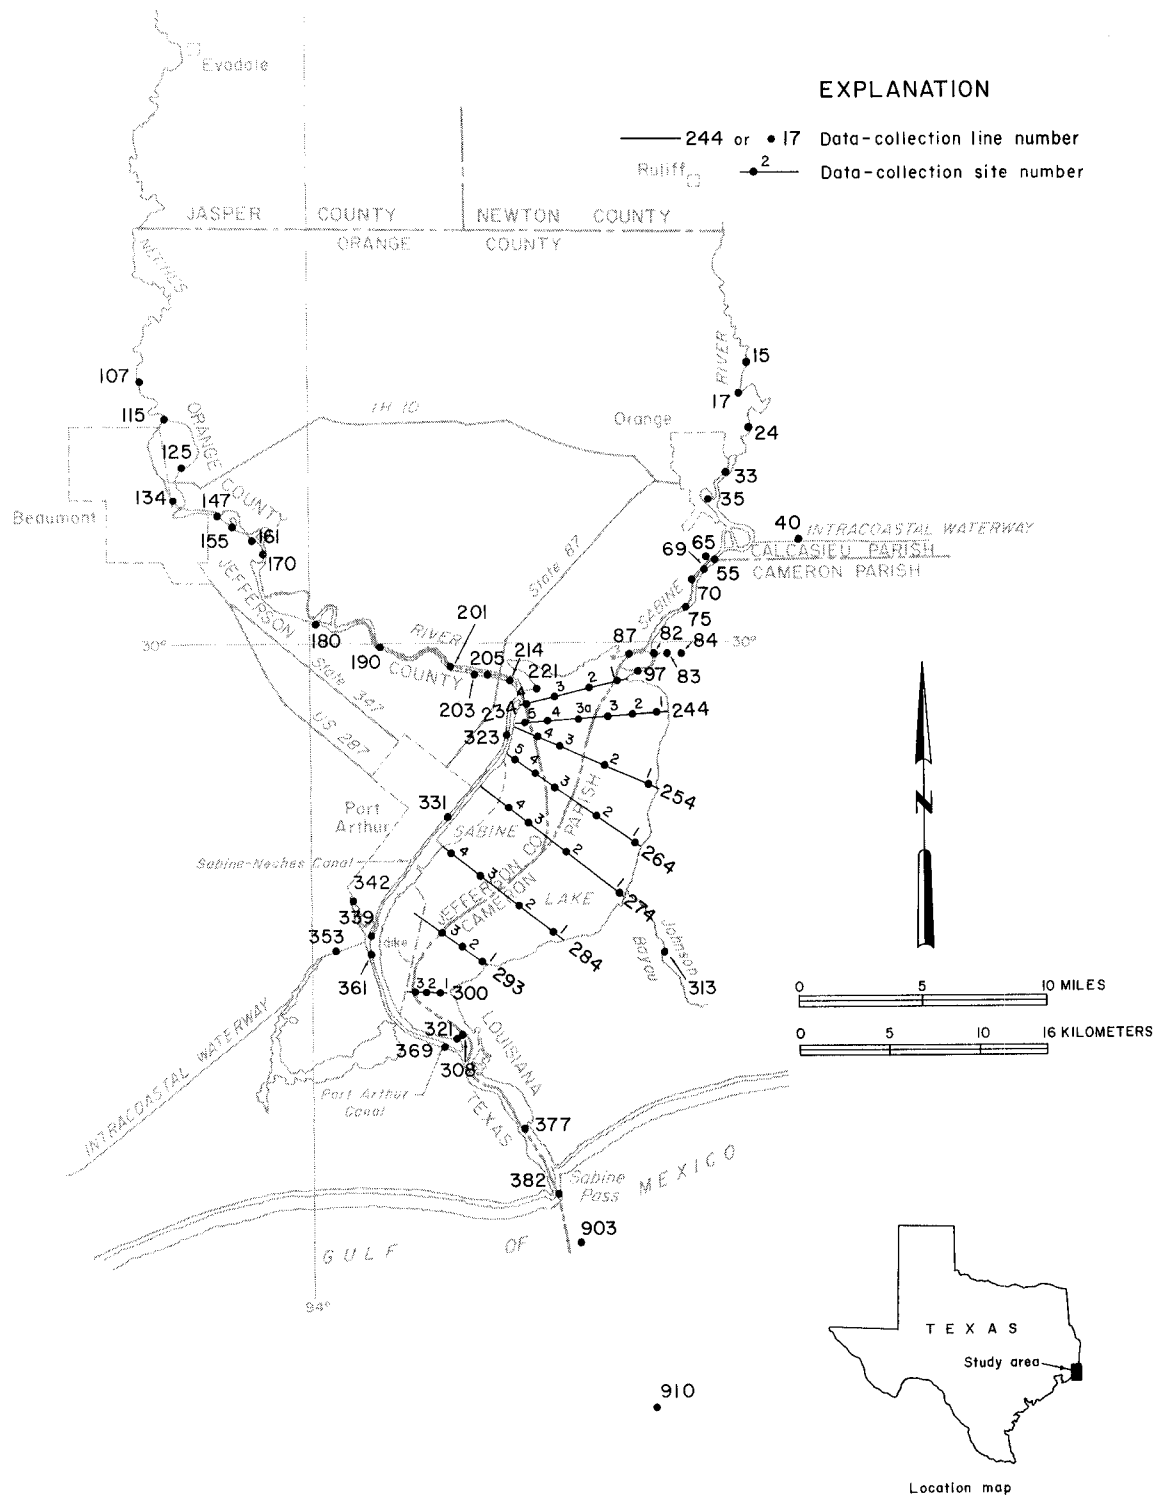 Evadale
EXPLANATION
244 or • 17 Data-collection line number
Ruliff
2 Data-collection site number
JASPER COUNTY NEWTON COUNTY
ORANGE COUNTY
NECHES
RIVER
15
107
17
115
ORANGE COUNTY
IH 10
Orange
24
125
33
134
147
35
Beaumont
155
161
40
INTRACOASTAL WATERWAY
170
65
CALCASIEU PARISH
69
55
CAMERON PARISH
JEFFERSON COUNTY
State 87
SABINE
70
75
180
RIVER
201
30°
190
205
214
87
82
84
30°
221
97
83
203
234
4 3 2 1
State 347
US 287
5 4 3a 3 2 1
244
323
4 3 2 1
254
5 4 3 2 1
264
PARISH
Port
Arthur
331
SABINE
4 3 2 1
274
Sabine-Neches Canal
JEFFERSON CO
CAMERON
LAKE
4 3 2 1
284
342
339
353
dike
3 2 1
293
Johnson
Bayou
361
3 2 1
300
313
0 5 10 MILES
0 5 10 16 KILOMETERS
INTRACOASTAL WATERWAY
321
LOUISIANA
369
308
Port Arthur
Canal
TEXAS
377
382
Sabine
Pass
GULF OF MEXICO
903
94°
910
N
TEXAS
Study area
Location map